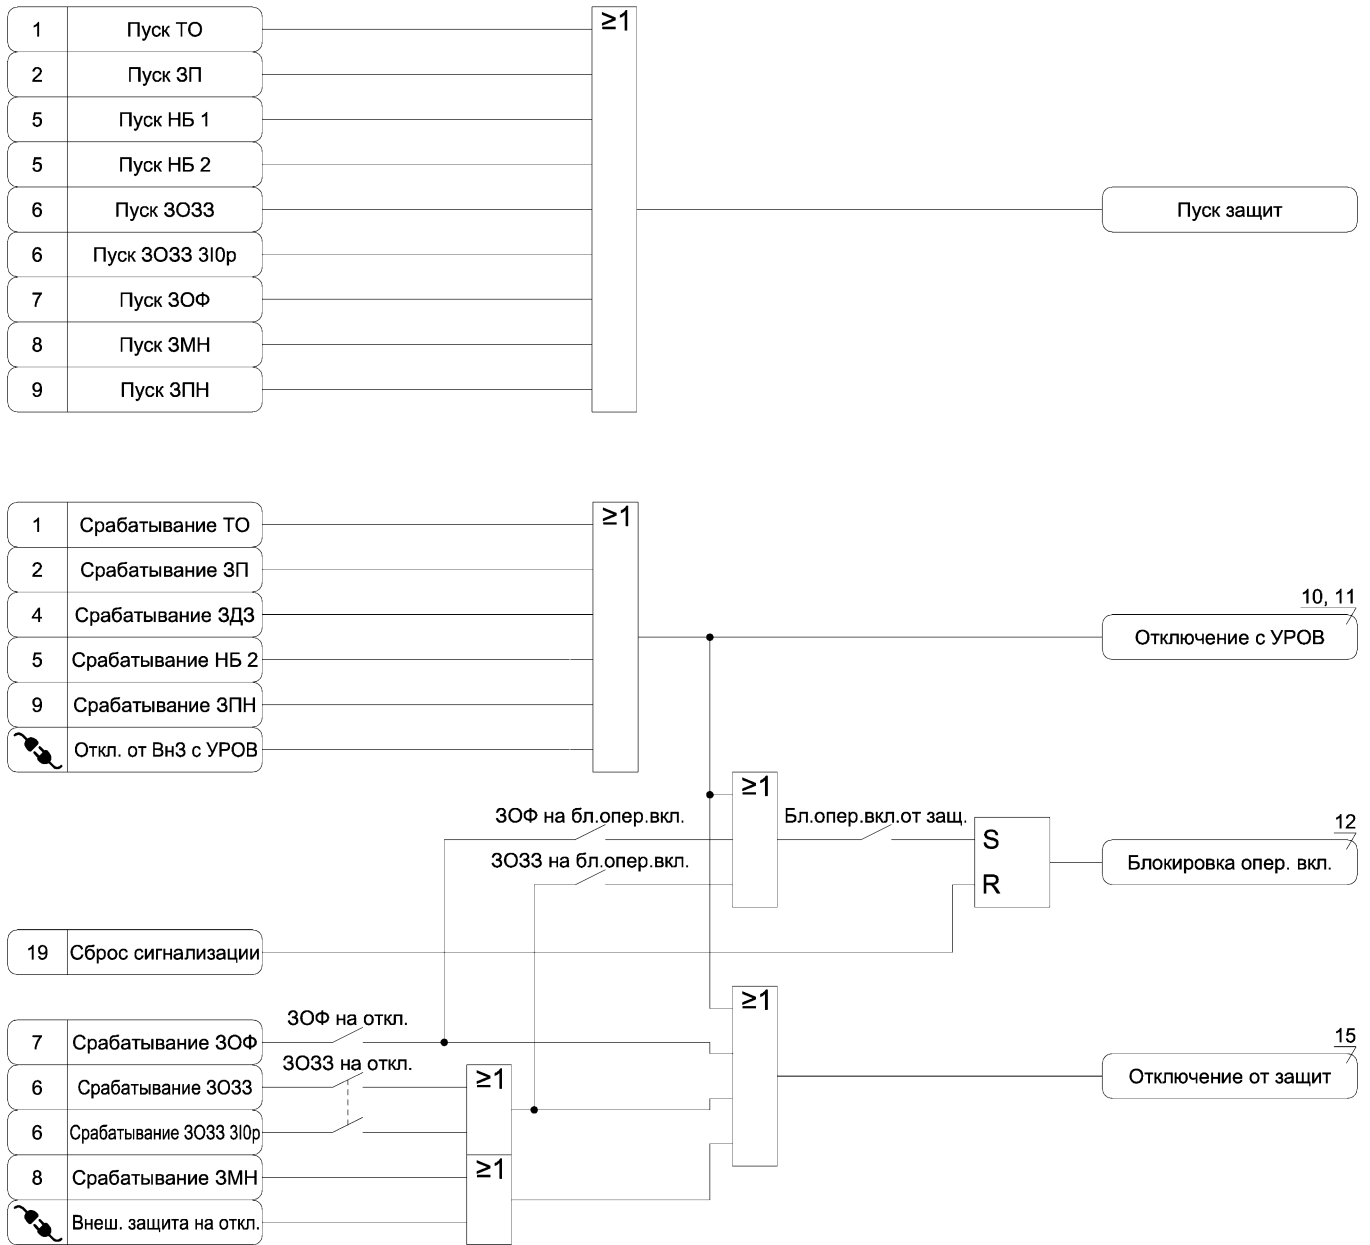 1 Пуск ТО
≥1
2 Пуск ЗП
5 Пуск НБ 1
5 Пуск НБ 2
6 Пуск ЗОЗЗ
Пуск защит
6 Пуск ЗОЗЗ 3I0р
7 Пуск ЗОФ
8 Пуск ЗМН
9 Пуск ЗПН
1 Срабатывание ТО
≥1
2 Срабатывание ЗП
4 Срабатывание ЗДЗ
10, 11
Отключение с УРОВ
5 Срабатывание НБ 2
9 Срабатывание ЗПН
Откл. от ВнЗ с УРОВ
≥1
ЗОФ на бл.опер.вкл.
Бл.опер.вкл.от защ.
12
S
ЗОЗЗ на бл.опер.вкл.
Блокировка опер. вкл.
R
19 Сброс сигнализации
≥1
ЗОФ на откл.
15
7 Срабатывание ЗОФ
ЗОЗЗ на откл.
Отключение от защит
6 Срабатывание ЗОЗЗ
≥1
6 Срабатывание ЗОЗЗ 3I0р
8 Срабатывание ЗМН
≥1
Внеш. защита на откл.